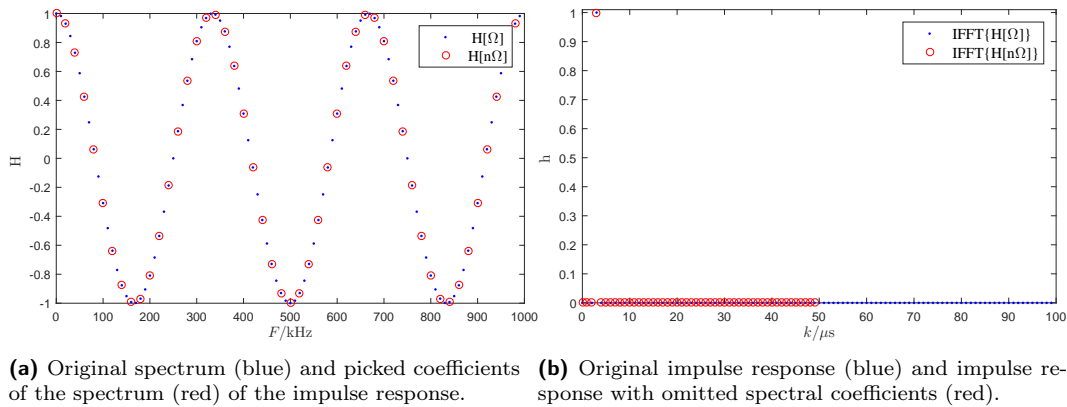 1
0.8
0.6
0.4
0.2
0
-0.2
-0.4
-0.6
-0.8
-1
H
0 100 200 300 400 500 600 700 800 900 1000
F/kHz
H[Ω]
H[nΩ]
1
0.9
0.8
0.7
0.6
0.5
0.4
0.3
0.2
0.1
0
h
0 10 20 30 40 50 60 70 80 90 100
k/μs
IFFT{H[Ω]}
IFFT{H[nΩ]}
(a) Original spectrum (blue) and picked coefficients
of the spectrum (red) of the impulse response.
(b) Original impulse response (blue) and impulse re-
sponse with omitted spectral coefficients (red).